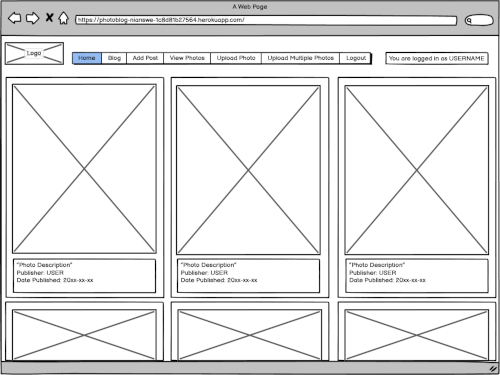 A Web Page
https://photoblog-nianswe-1c8d81b27564.herokuapp.com/
Logo
Home Blog Add Post View Photos Upload Photo Upload Multiple Photos Logout
You are logged in as USERNAME
"Photo Description"
Publisher: USER
Date Published: 20xx-xx-xx
"Photo Description"
Publisher: USER
Date Published: 20xx-xx-xx
"Photo Description"
Publisher: USER
Date Published: 20xx-xx-xx